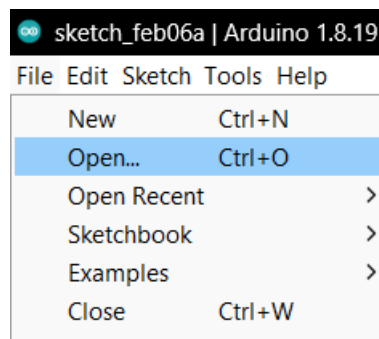 sketch_feb06a | Arduino 1.8.19
File Edit Sketch Tools Help
New Ctrl+N
Open... Ctrl+O
Open Recent >
Sketchbook >
Examples >
Close Ctrl+W